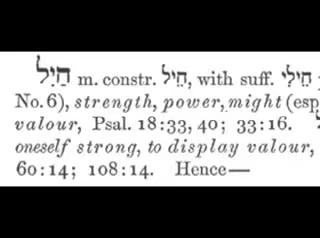 חַיִל m. constr. חֵיל, with suff. חֵילִי
No. 6), strength, power, might (esp
valour, Psal. 18:33, 40; 33:16.
oneself strong, to display valour,
60:14; 108:14. Hence—